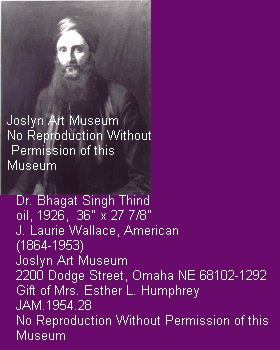 Joslyn Art Museum
No Reproduction Without
Permission of this
Museum
Dr. Bhagat Singh Thind
oil, 1926, 36" x 27 7/8"
J. Laurie Wallace, American
(1864-1953)
Joslyn Art Museum
2200 Dodge Street, Omaha NE 68102-1292
Gift of Mrs. Esther L. Humphrey
JAM.1954.28
No Reproduction Without Permission of this
Museum